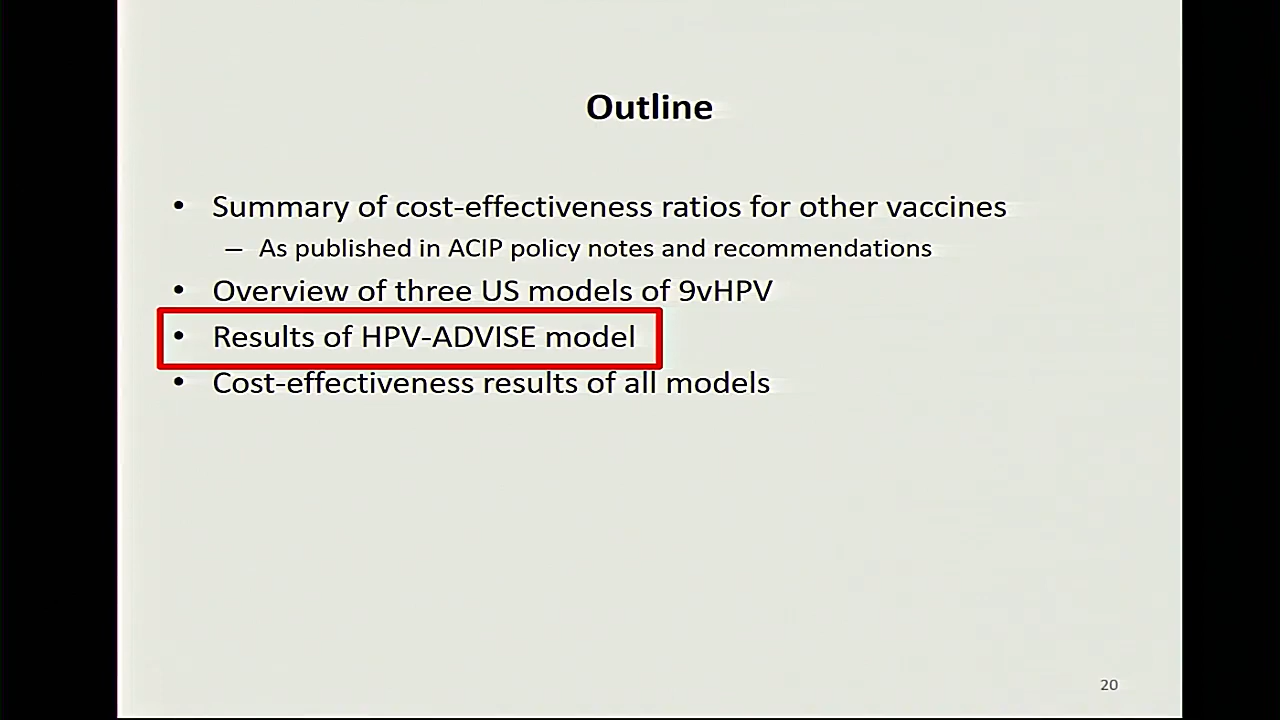 Outline
• Summary of cost-effectiveness ratios for other vaccines
– As published in ACIP policy notes and recommendations
• Overview of three US models of 9vHPV
• Results of HPV-ADVISE model
• Cost-effectiveness results of all models
20